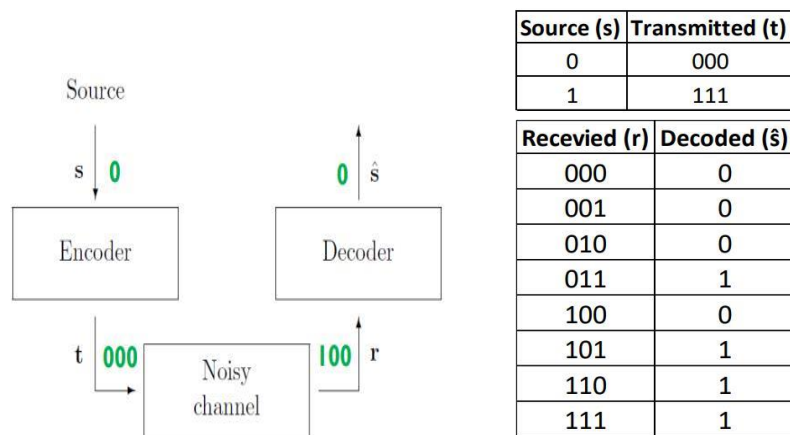 Source
s 0
0 ŝ
Encoder
Decoder
t 000
100 r
Noisy
channel
Source (s) Transmitted (t)
0 000
1 111
Recevied (r) Decoded (ŝ)
000 0
001 0
010 0
011 1
100 0
101 1
110 1
111 1